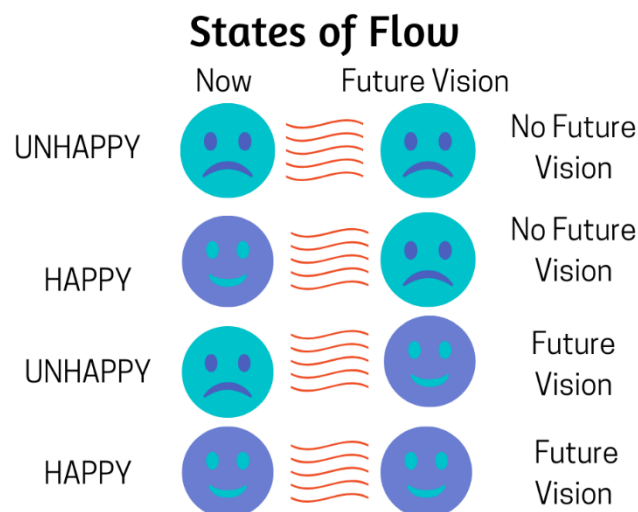 States of Flow
Now Future Vision
UNHAPPY
No Future
Vision
HAPPY
No Future
Vision
UNHAPPY
Future
Vision
HAPPY
Future
Vision